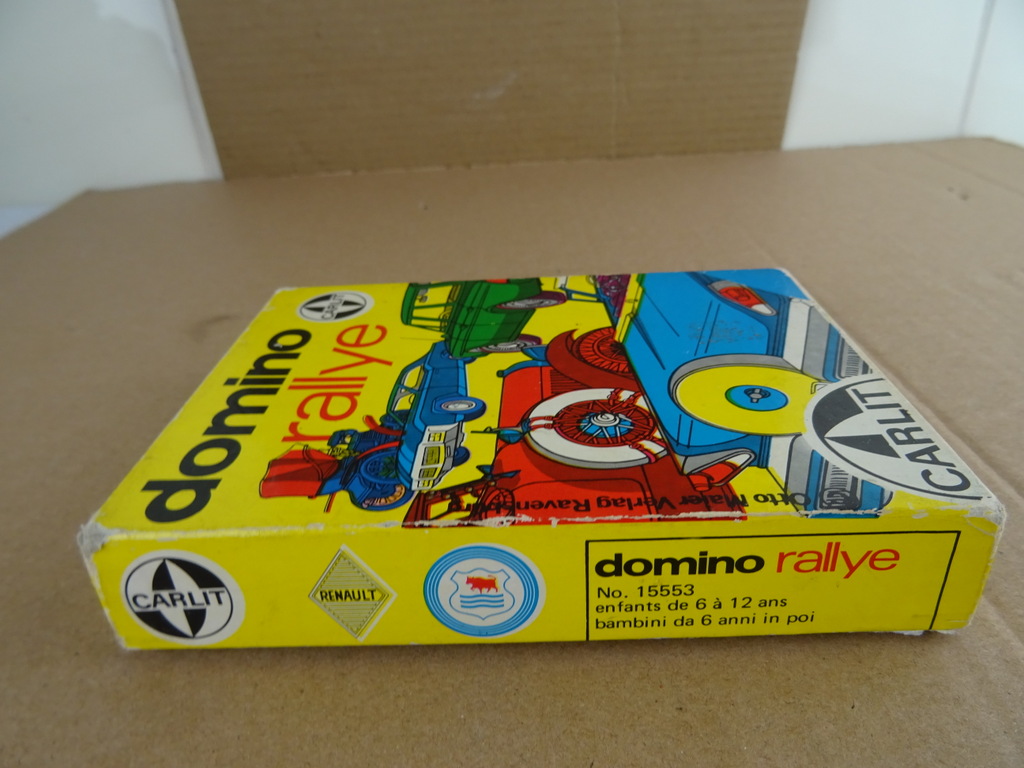 CARLIT
domino
rallye
CARLIT
© Otto Maier Verlag Ravensburg
CARLIT
RENAULT
domino rallye
No. 15553
enfants de 6 à 12 ans
bambini da 6 anni in poi